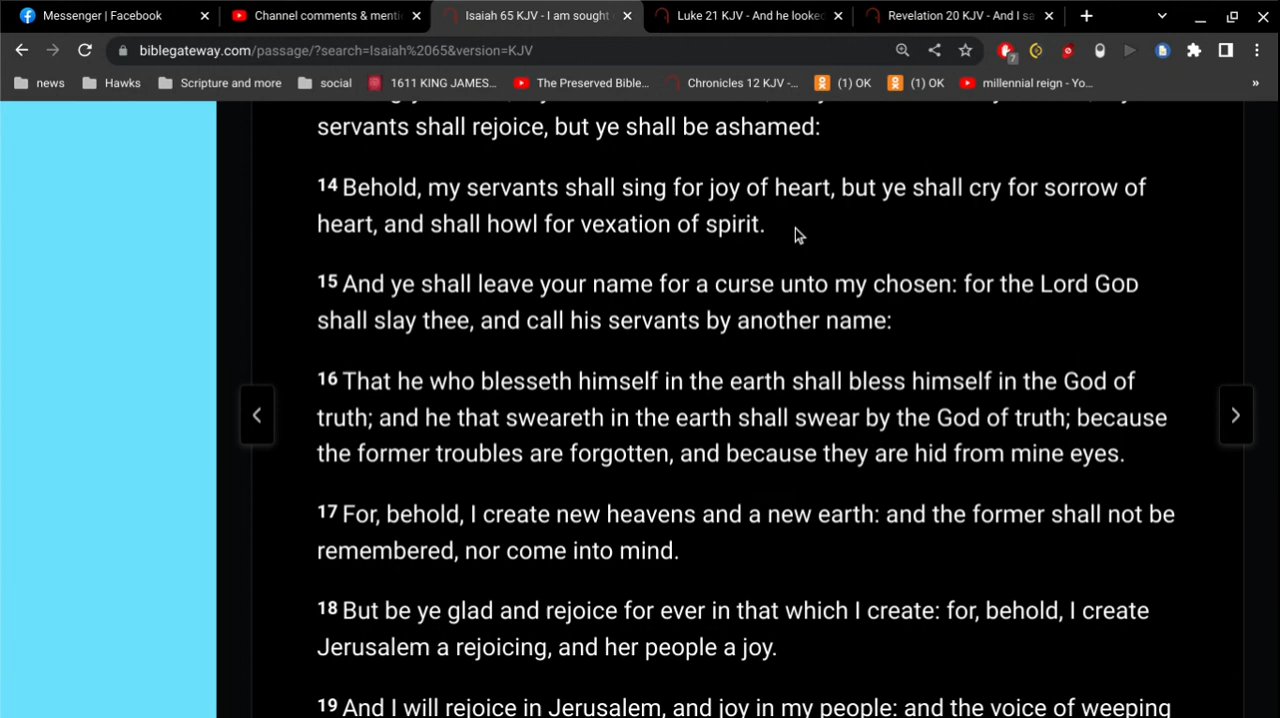 Messenger | Facebook
Channel comments & menti
Isaiah 65 KJV - I am sought
Luke 21 KJV - And he looked
Revelation 20 KJV - And I sa
biblegateway.com/passage/?search=Isaiah%2065&version=KJV
7
news
Hawks
Scripture and more
social
1611 KING JAMES...
The Preserved Bible...
Chronicles 12 KJV -...
(1) OK
(1) OK
millennial reign - Yo...
»
servants shall rejoice, but ye shall be ashamed:
14 Behold, my servants shall sing for joy of heart, but ye shall cry for sorrow of
heart, and shall howl for vexation of spirit.
15 And ye shall leave your name for a curse unto my chosen: for the Lord GOD
shall slay thee, and call his servants by another name:
16 That he who blesseth himself in the earth shall bless himself in the God of
truth; and he that sweareth in the earth shall swear by the God of truth; because
the former troubles are forgotten, and because they are hid from mine eyes.
17 For, behold, I create new heavens and a new earth: and the former shall not be
remembered, nor come into mind.
18 But be ye glad and rejoice for ever in that which I create: for, behold, I create
Jerusalem a rejoicing, and her people a joy.
19 And I will rejoice in Jerusalem, and joy in my people: and the voice of weeping